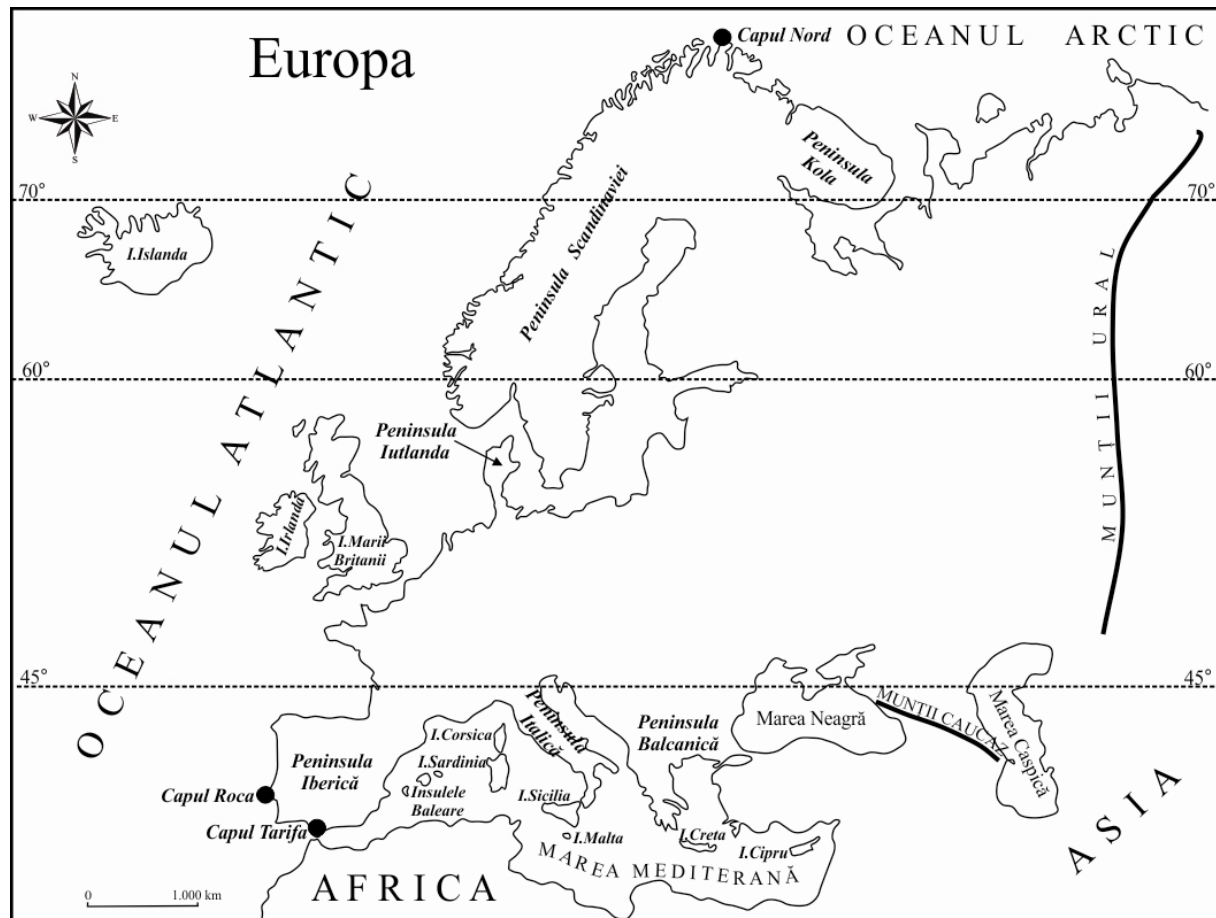 Capul Nord
OCEANUL ARCTIC
Europa
N
W
E
S
Peninsula
Kola
70°
70°
I.Islanda
OCEANUL ATLANTIC
Peninsula Scandinaviei
MUNȚII URAL
60°
60°
Peninsula
Iutlanda
I.Irlanda
I.Marii
Britanii
45°
45°
Peninsula
Italică
MUNTII CAUCAZ
Marea Caspică
Marea Neagră
Peninsula
Balcanică
I.Corsica
Peninsula
Iberică
I.Sardinia
Insulele
Baleare
I.Sicilia
Capul Roca
Capul Tarifa
I.Malta
I.Creta
I.Cipru
MAREA MEDITERANĂ
ASIA
AFRICA
0
1.000 km